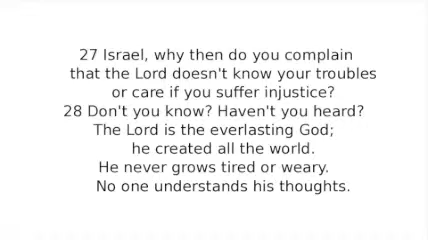 27 Israel, why then do you complain
that the Lord doesn't know your troubles
or care if you suffer injustice?
28 Don't you know? Haven't you heard?
The Lord is the everlasting God;
he created all the world.
He never grows tired or weary.
No one understands his thoughts.